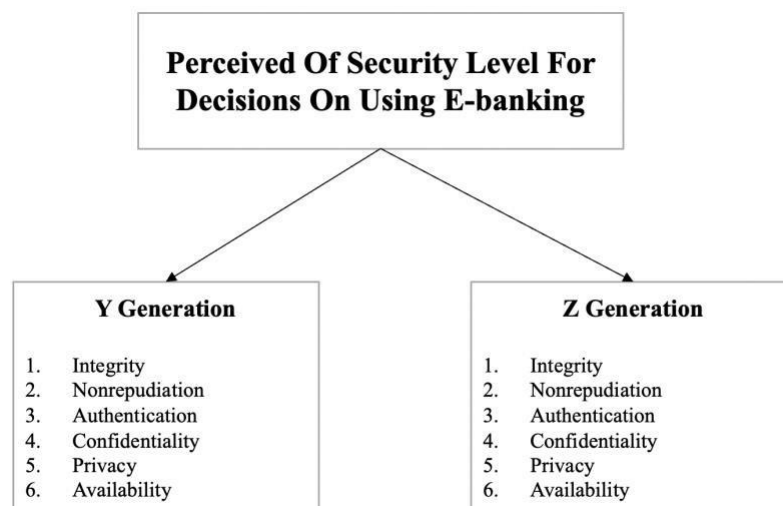 Perceived Of Security Level For
Decisions On Using E-banking
Y Generation
1. Integrity
2. Nonrepudiation
3. Authentication
4. Confidentiality
5. Privacy
6. Availability
Z Generation
1. Integrity
2. Nonrepudiation
3. Authentication
4. Confidentiality
5. Privacy
6. Availability